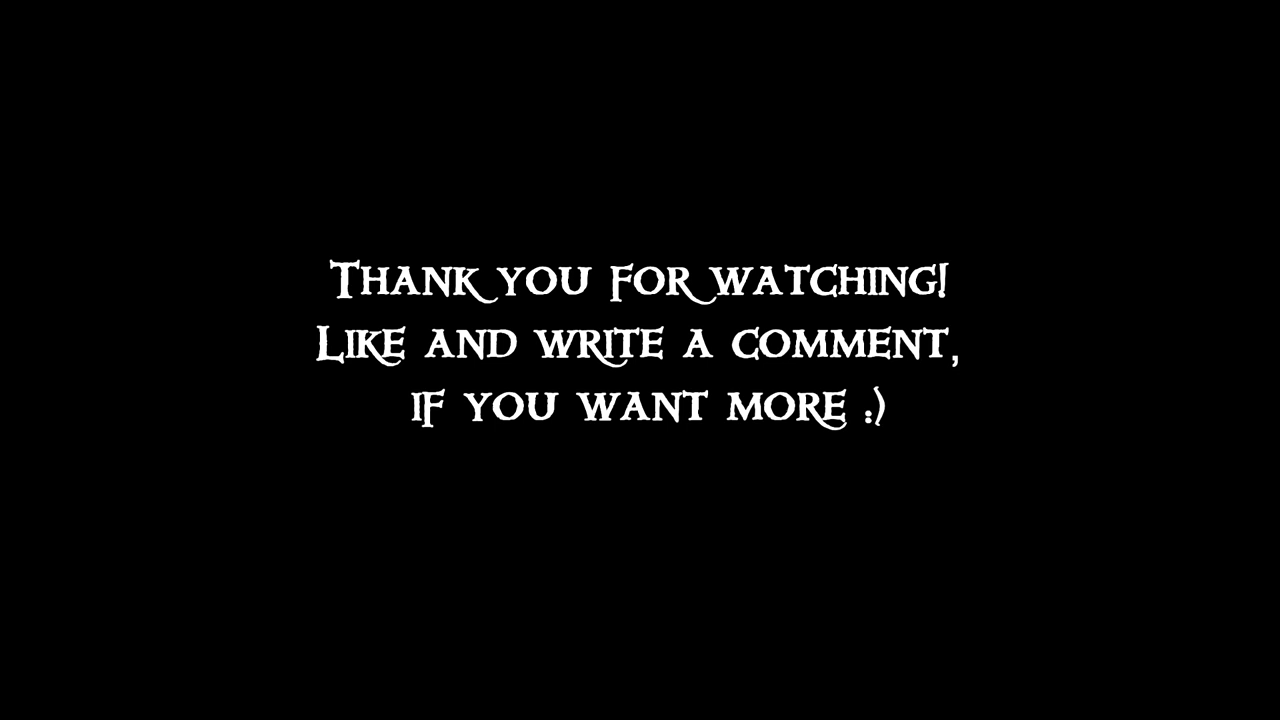 Thank you for watching!
Like and write a comment,
if you want more :)